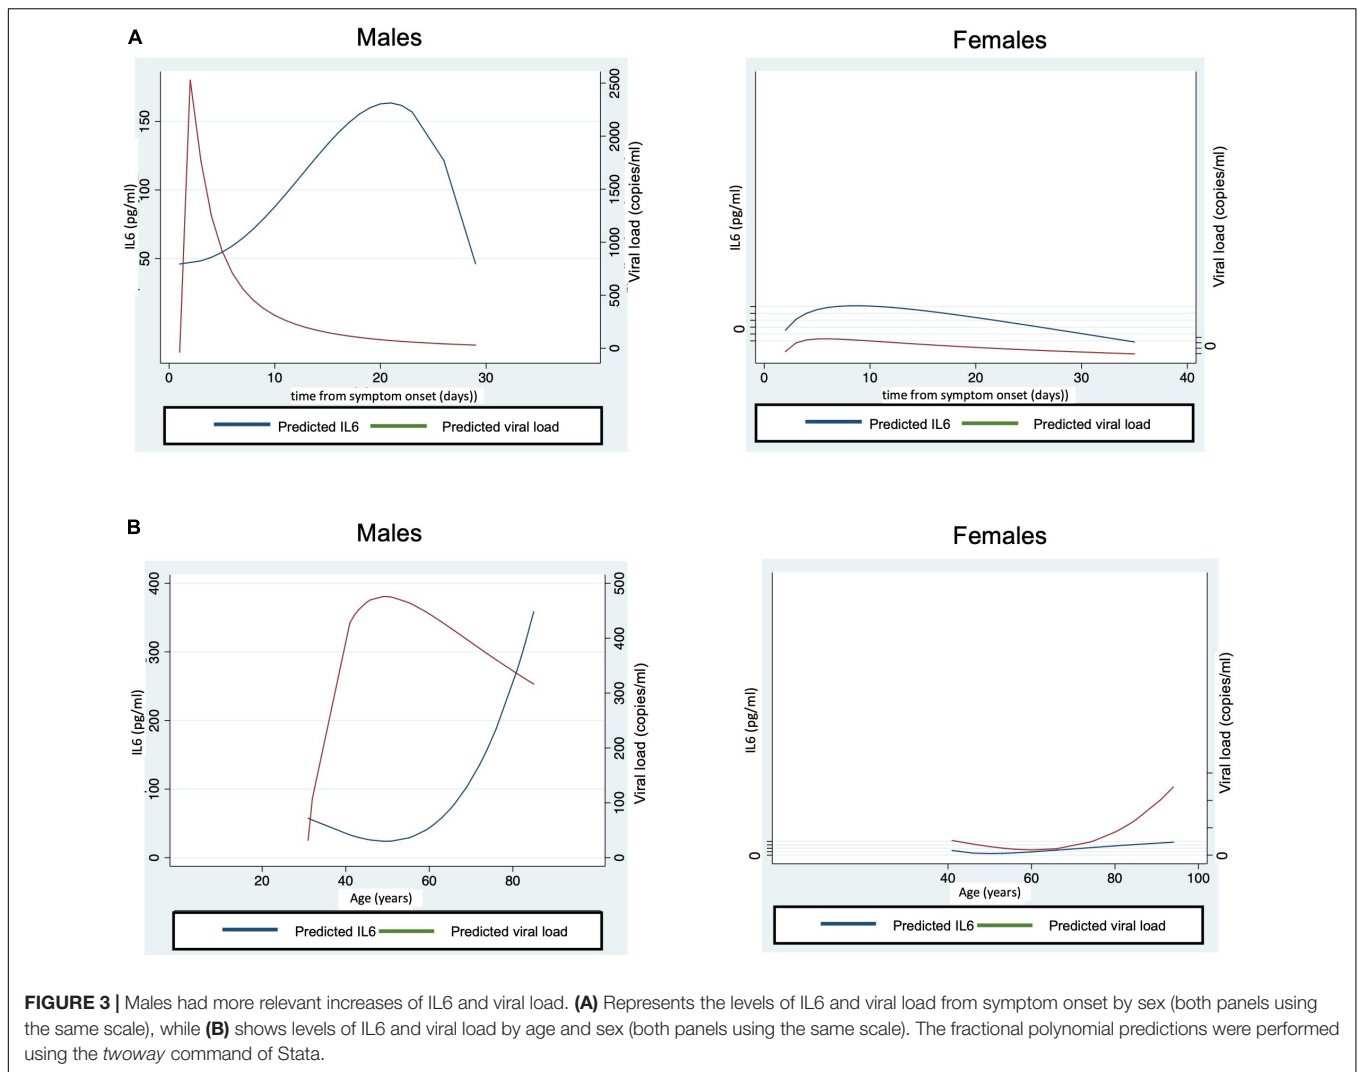 A
Males
Females
IL6 (pg/ml)
50
100
150
Viral load (copies/ml)
0
500
1000
1500
2000
2500
0
10
20
30
time from symptom onset (days))
Predicted IL6
Predicted viral load
IL6 (pg/ml)
0
Viral load (copies/ml)
0
0
10
20
30
40
time from symptom onset (days))
Predicted IL6
Predicted viral load
B
Males
Females
IL6 (pg/ml)
0
100
200
300
400
Viral load (copies/ml)
0
100
200
300
400
500
20
40
60
80
Age (years)
Predicted IL6
Predicted viral load
IL6 (pg/ml)
0
Viral load (copies/ml)
0
40
60
80
100
Age (years)
Predicted IL6
Predicted viral load
FIGURE 3 | Males had more relevant increases of IL6 and viral load. (A) Represents the levels of IL6 and viral load from symptom onset by sex (both panels using
the same scale), while (B) shows levels of IL6 and viral load by age and sex (both panels using the same scale). The fractional polynomial predictions were performed
using the twoway command of Stata.